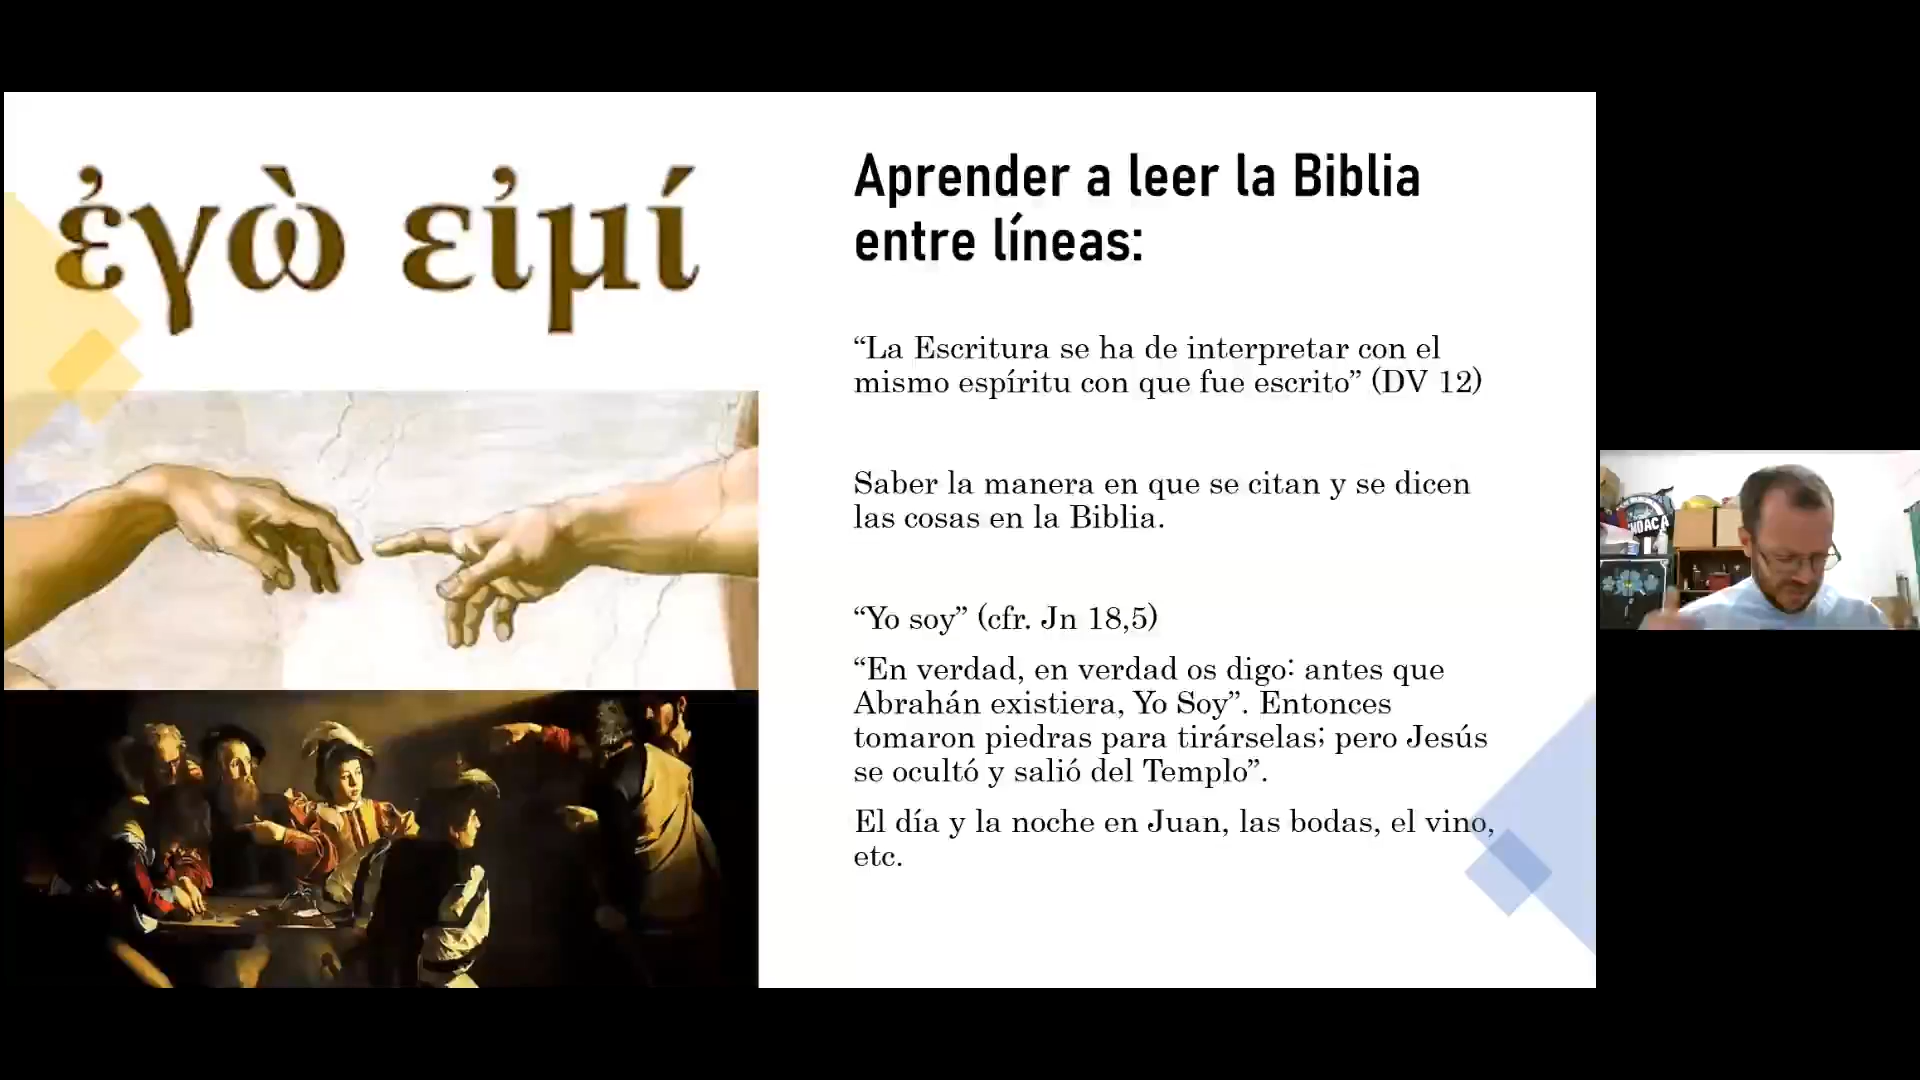 ἐγὼ εἰμί
Aprender a leer la Biblia
entre líneas:
“La Escritura se ha de interpretar con el
mismo espíritu con que fue escrito” (DV 12)
Saber la manera en que se citan y se dicen
las cosas en la Biblia.
“Yo soy” (cfr. Jn 18,5)
“En verdad, en verdad os digo: antes que
Abrahán existiera, Yo Soy”. Entonces
tomaron piedras para tirárselas; pero Jesús
se ocultó y salió del Templo”.
El día y la noche en Juan, las bodas, el vino,
etc.